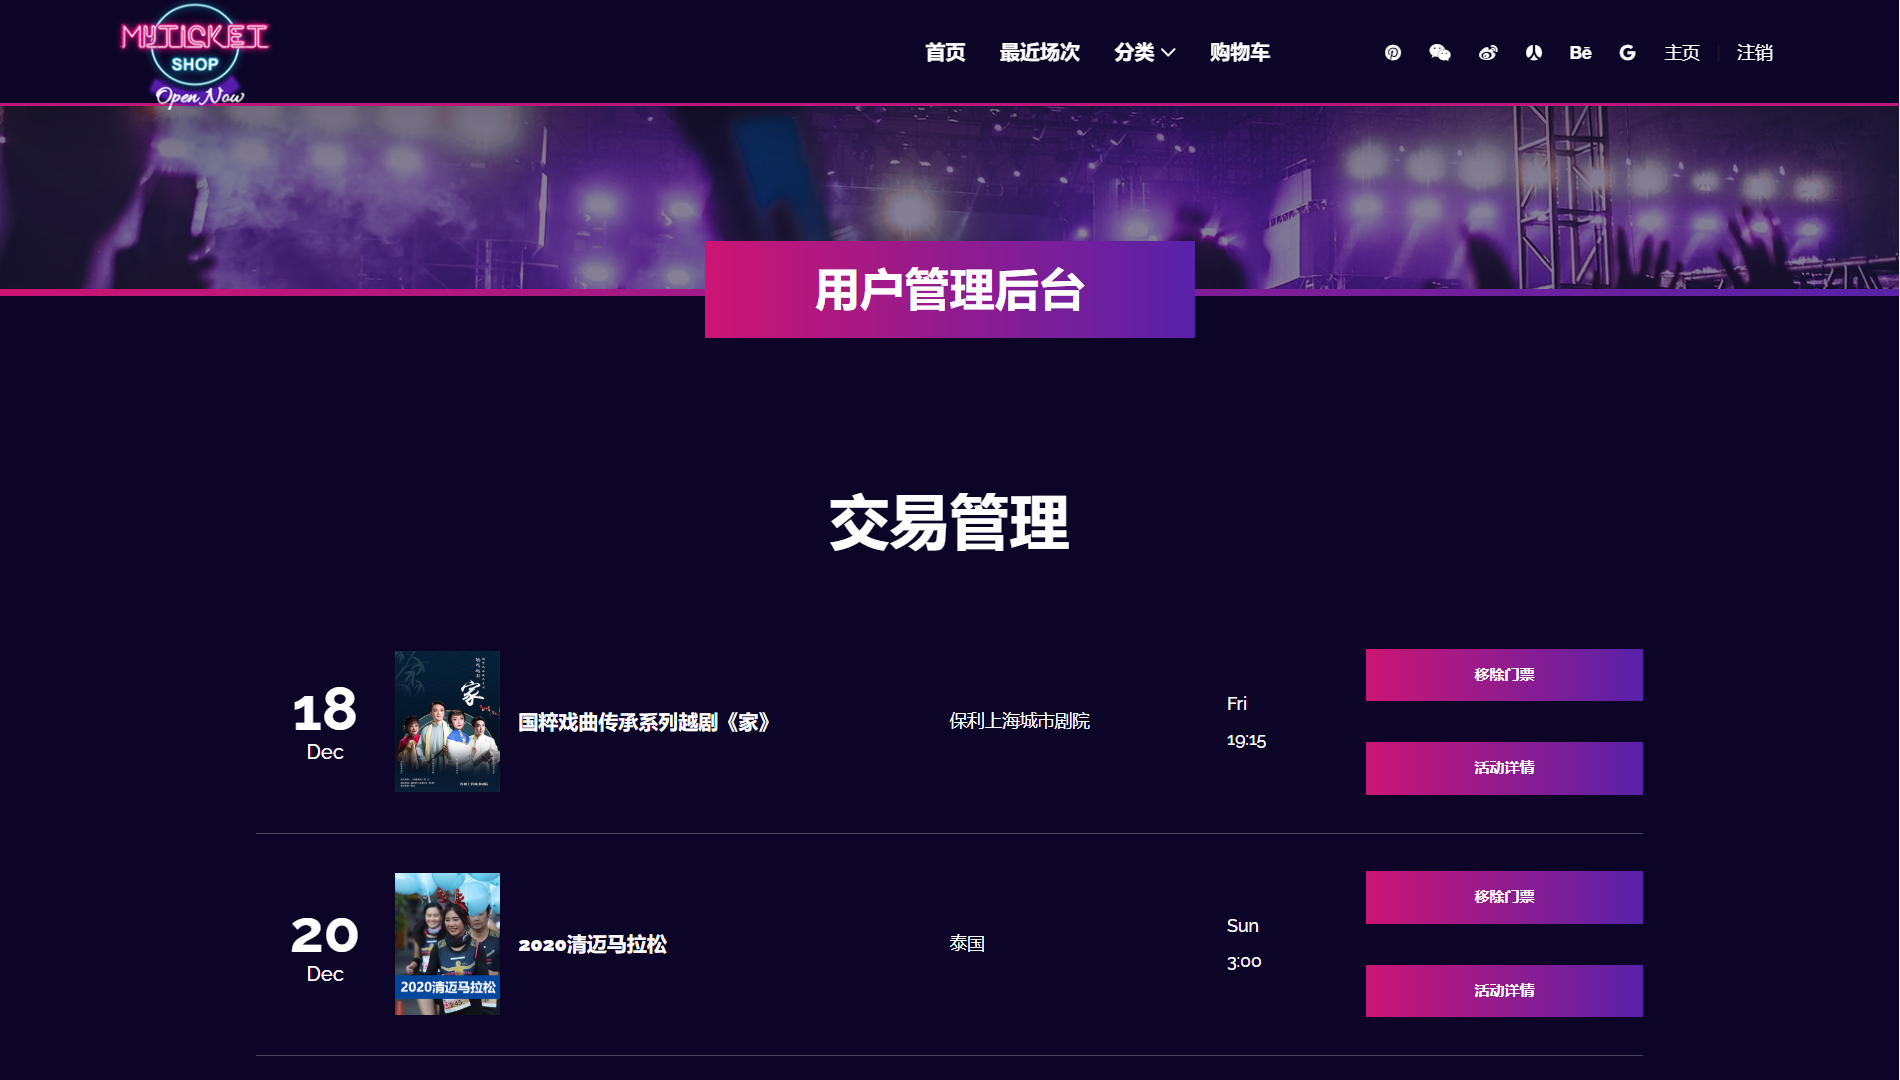 MYTICKET
SHOP
Open Now
首页 最近场次 分类 购物车 Bē G 主页 注销
用户管理后台
交易管理
18
Dec
家
国粹戏曲传承系列越剧《家》
保利上海城市剧院
Fri
19:15
移除门票
活动详情
20
Dec
2020清迈马拉松
2020清迈马拉松
泰国
Sun
3:00
移除门票
活动详情